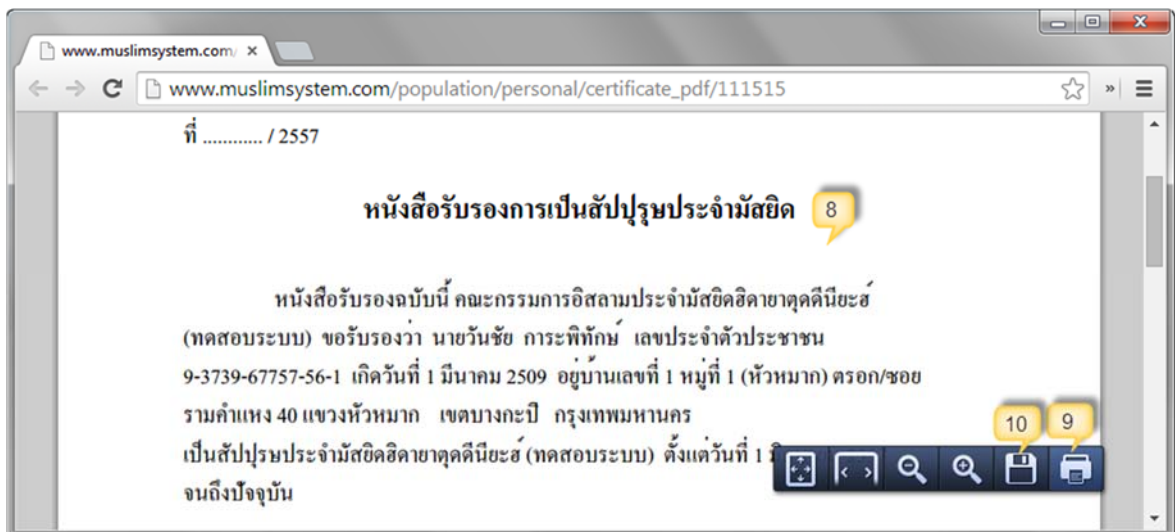 www.muslimsystem.com/
www.muslimsystem.com/population/personal/certificate_pdf/111515
ที่ ............ / 2557
หนังสือรับรองการเป็นสัปปุรุษประจำมัสยิด 8
หนังสือรับรองฉบับนี้ คณะกรรมการอิสลามประจำมัสยิดฮิดายาตุดดีนียะฮ์
(ทดสอบระบบ) ขอรับรองว่า นายวันชัย การะพิทักษ์ เลขประจำตัวประชาชน
9-3739-67757-56-1 เกิดวันที่ 1 มีนาคม 2509 อยู่บ้านเลขที่ 1 หมู่ที่ 1 (หัวหมาก) ตรอก/ซอย
รามคำแหง 40 แขวงหัวหมาก เขตบางกะปิ กรุงเทพมหานคร
10 9
เป็นสัปปุรษประจำมัสยิดฮิดายาตุดดีนียะฮ์ (ทดสอบระบบ) ตั้งแต่วันที่ 1
จนถึงปัจจุบัน